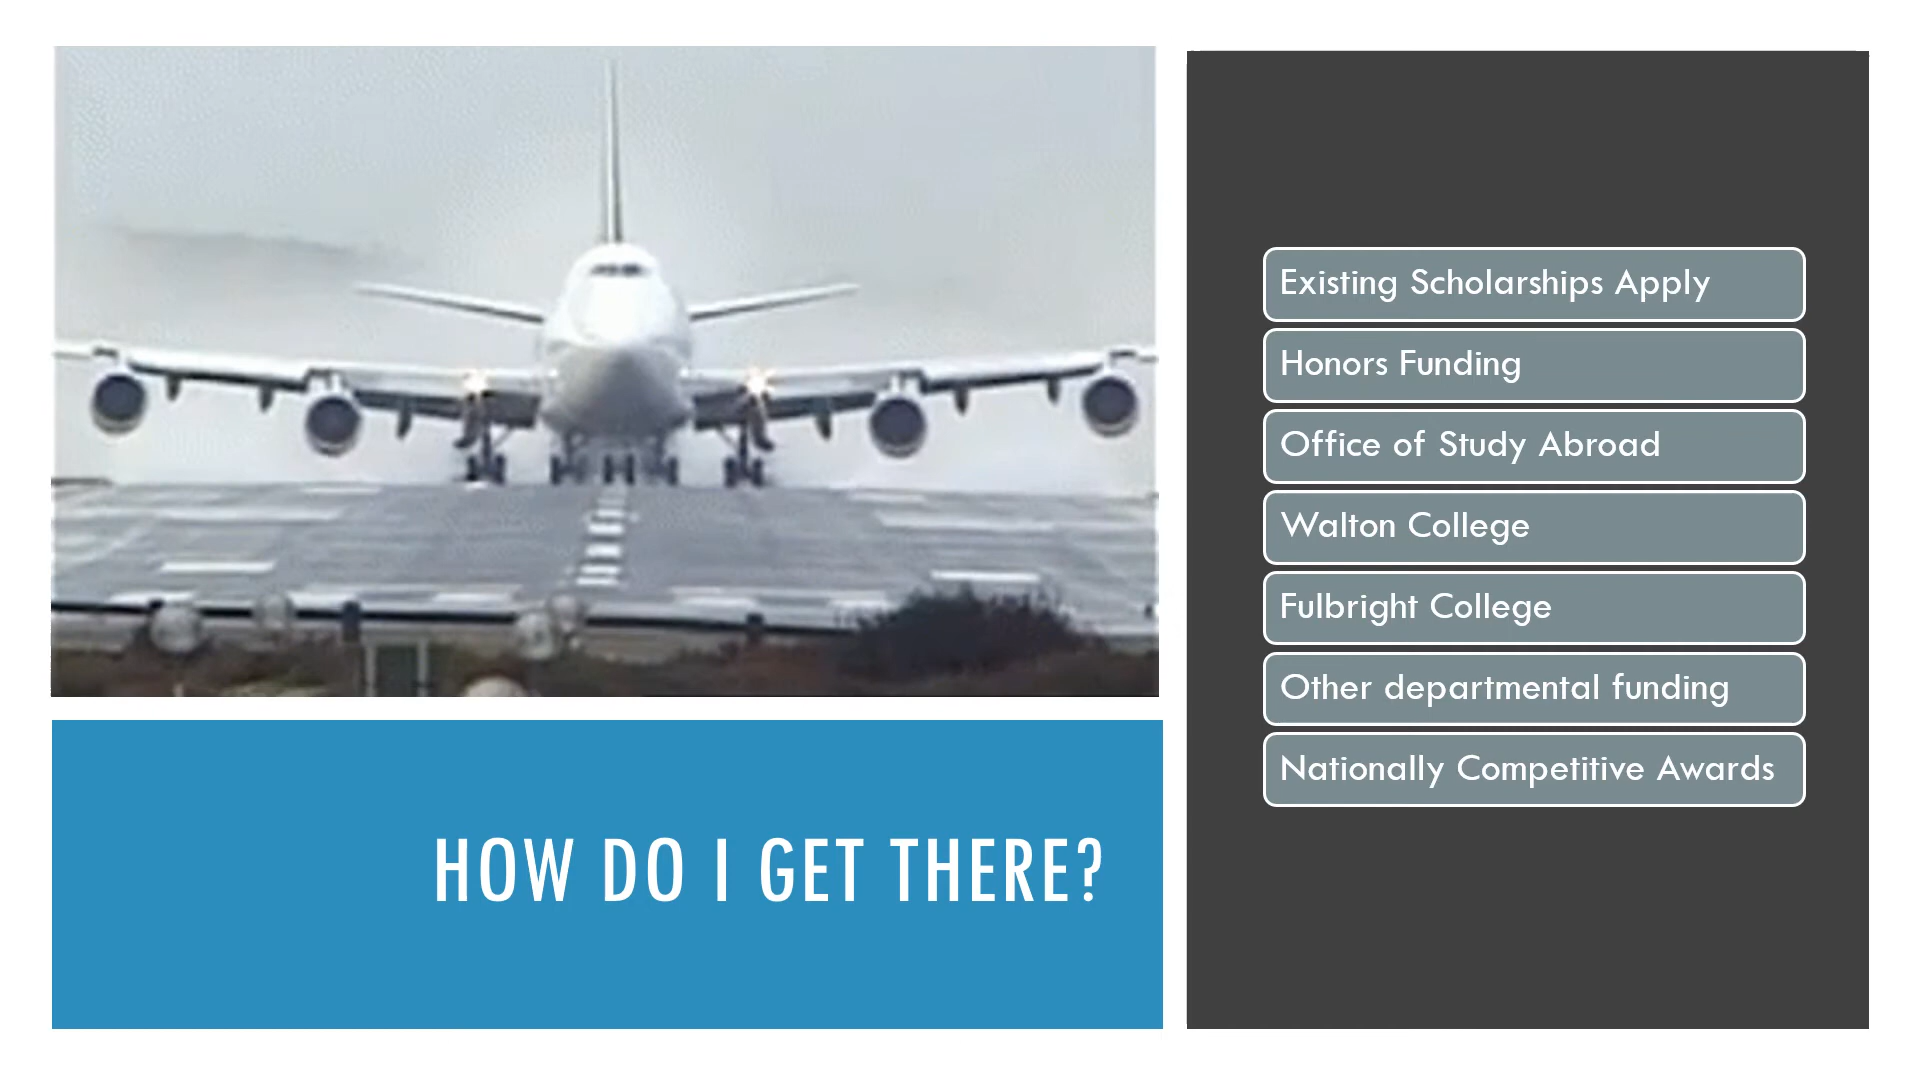 HOW DO I GET THERE?
Existing Scholarships Apply
Honors Funding
Office of Study Abroad
Walton College
Fulbright College
Other departmental funding
Nationally Competitive Awards